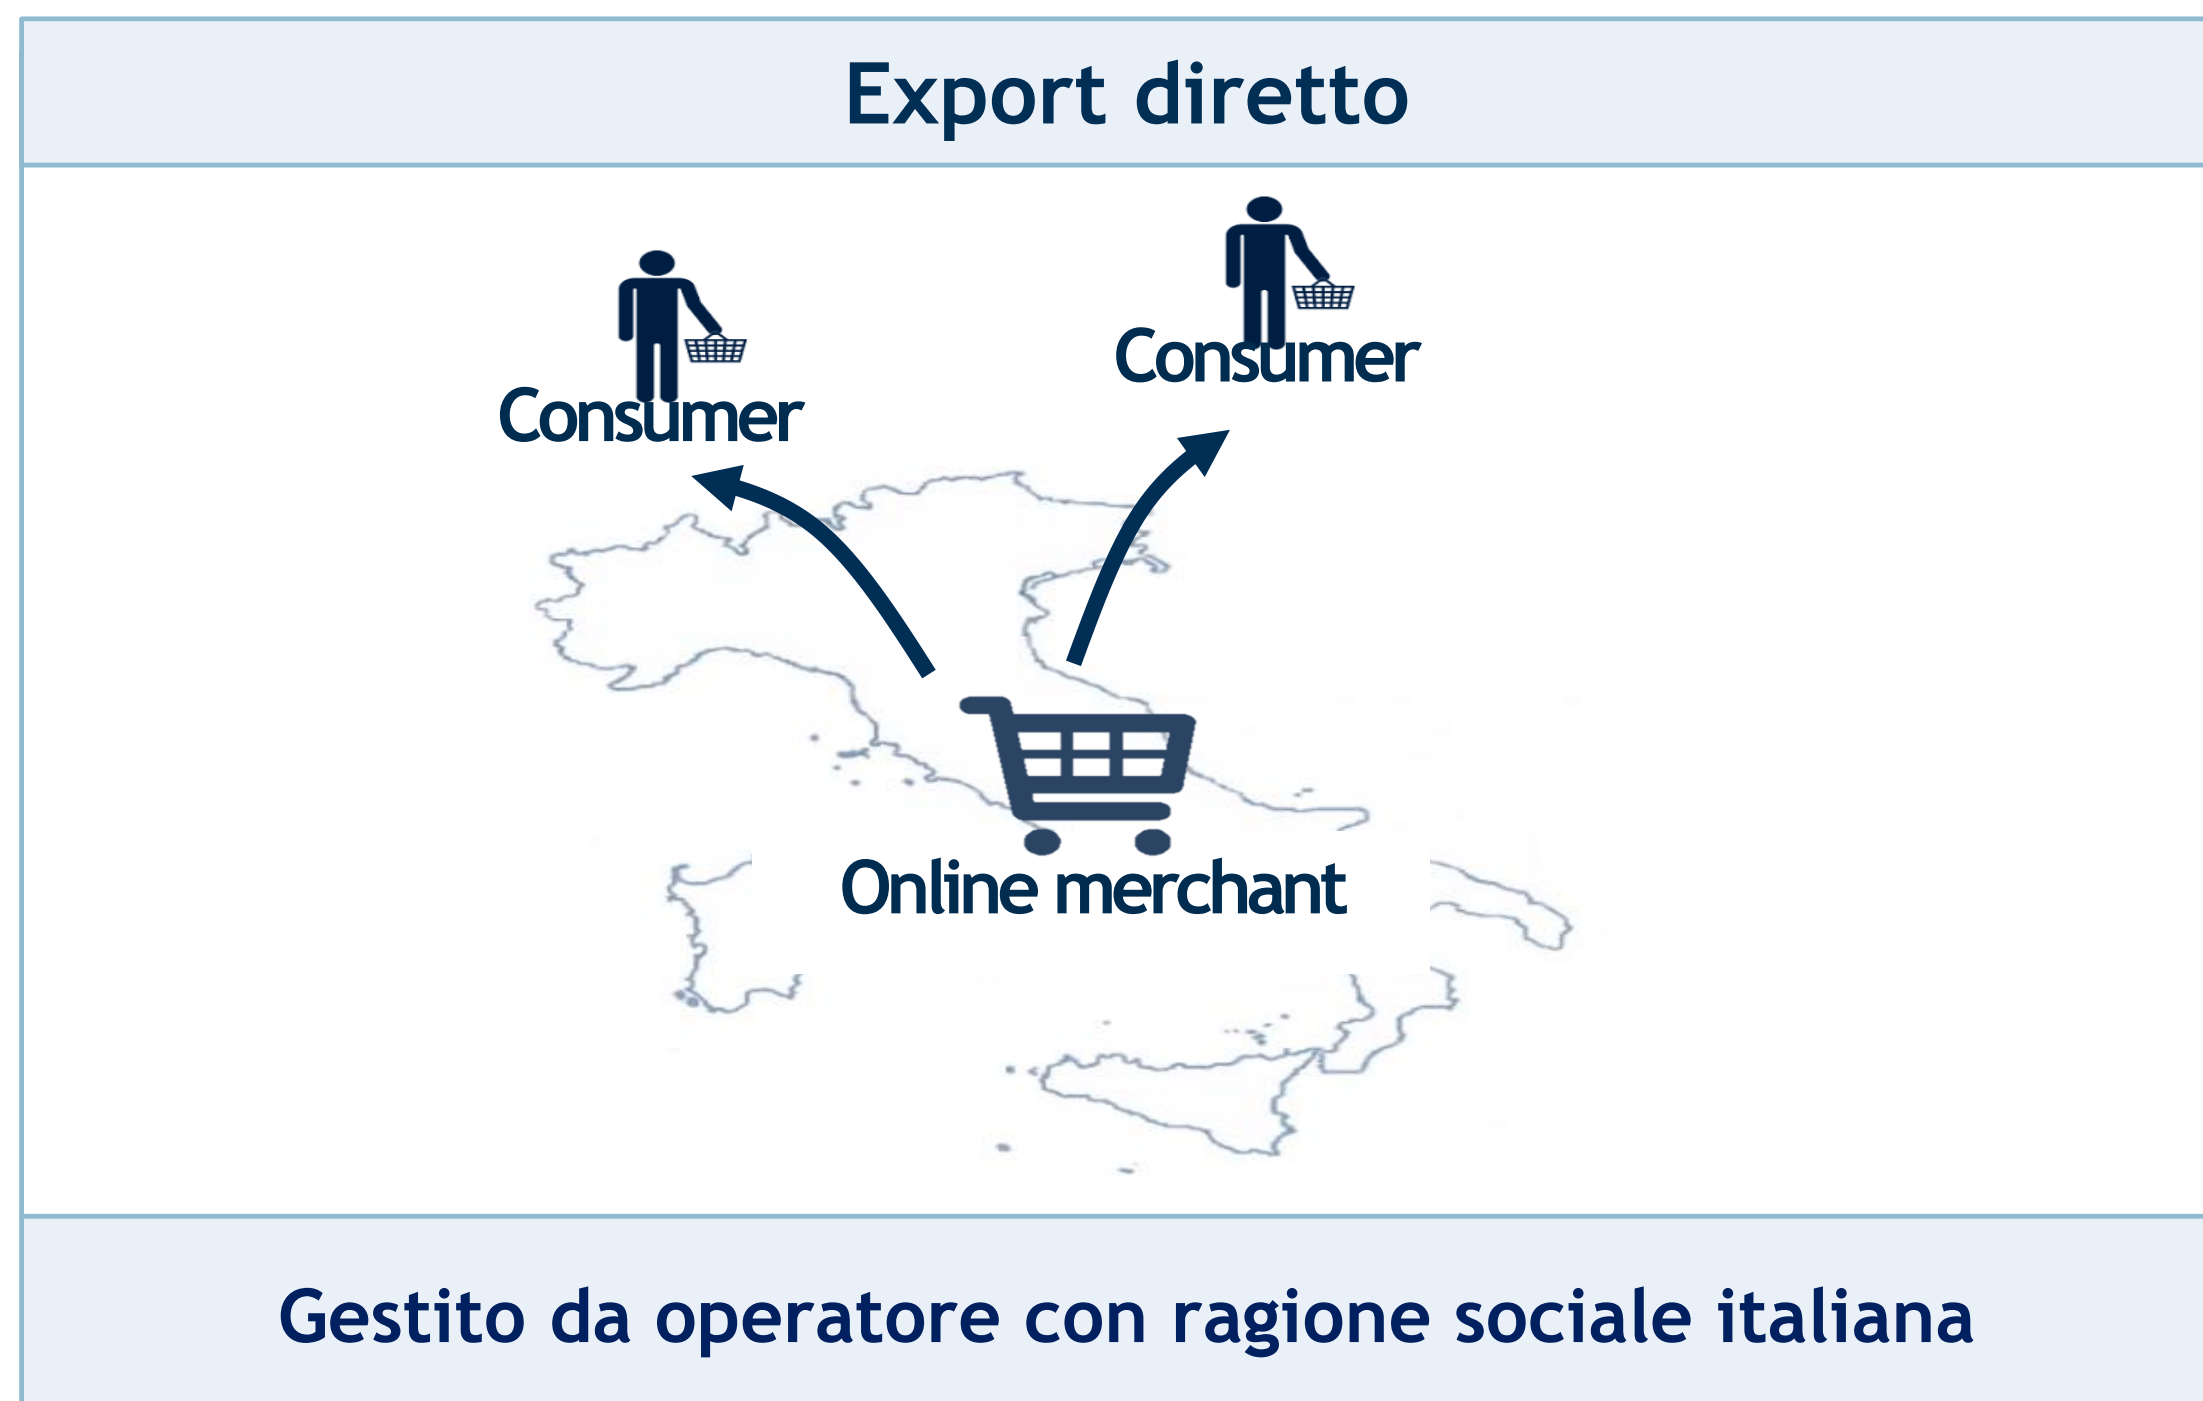 Export diretto
Consumer
Consumer
Online merchant
Gestito da operatore con ragione sociale italiana